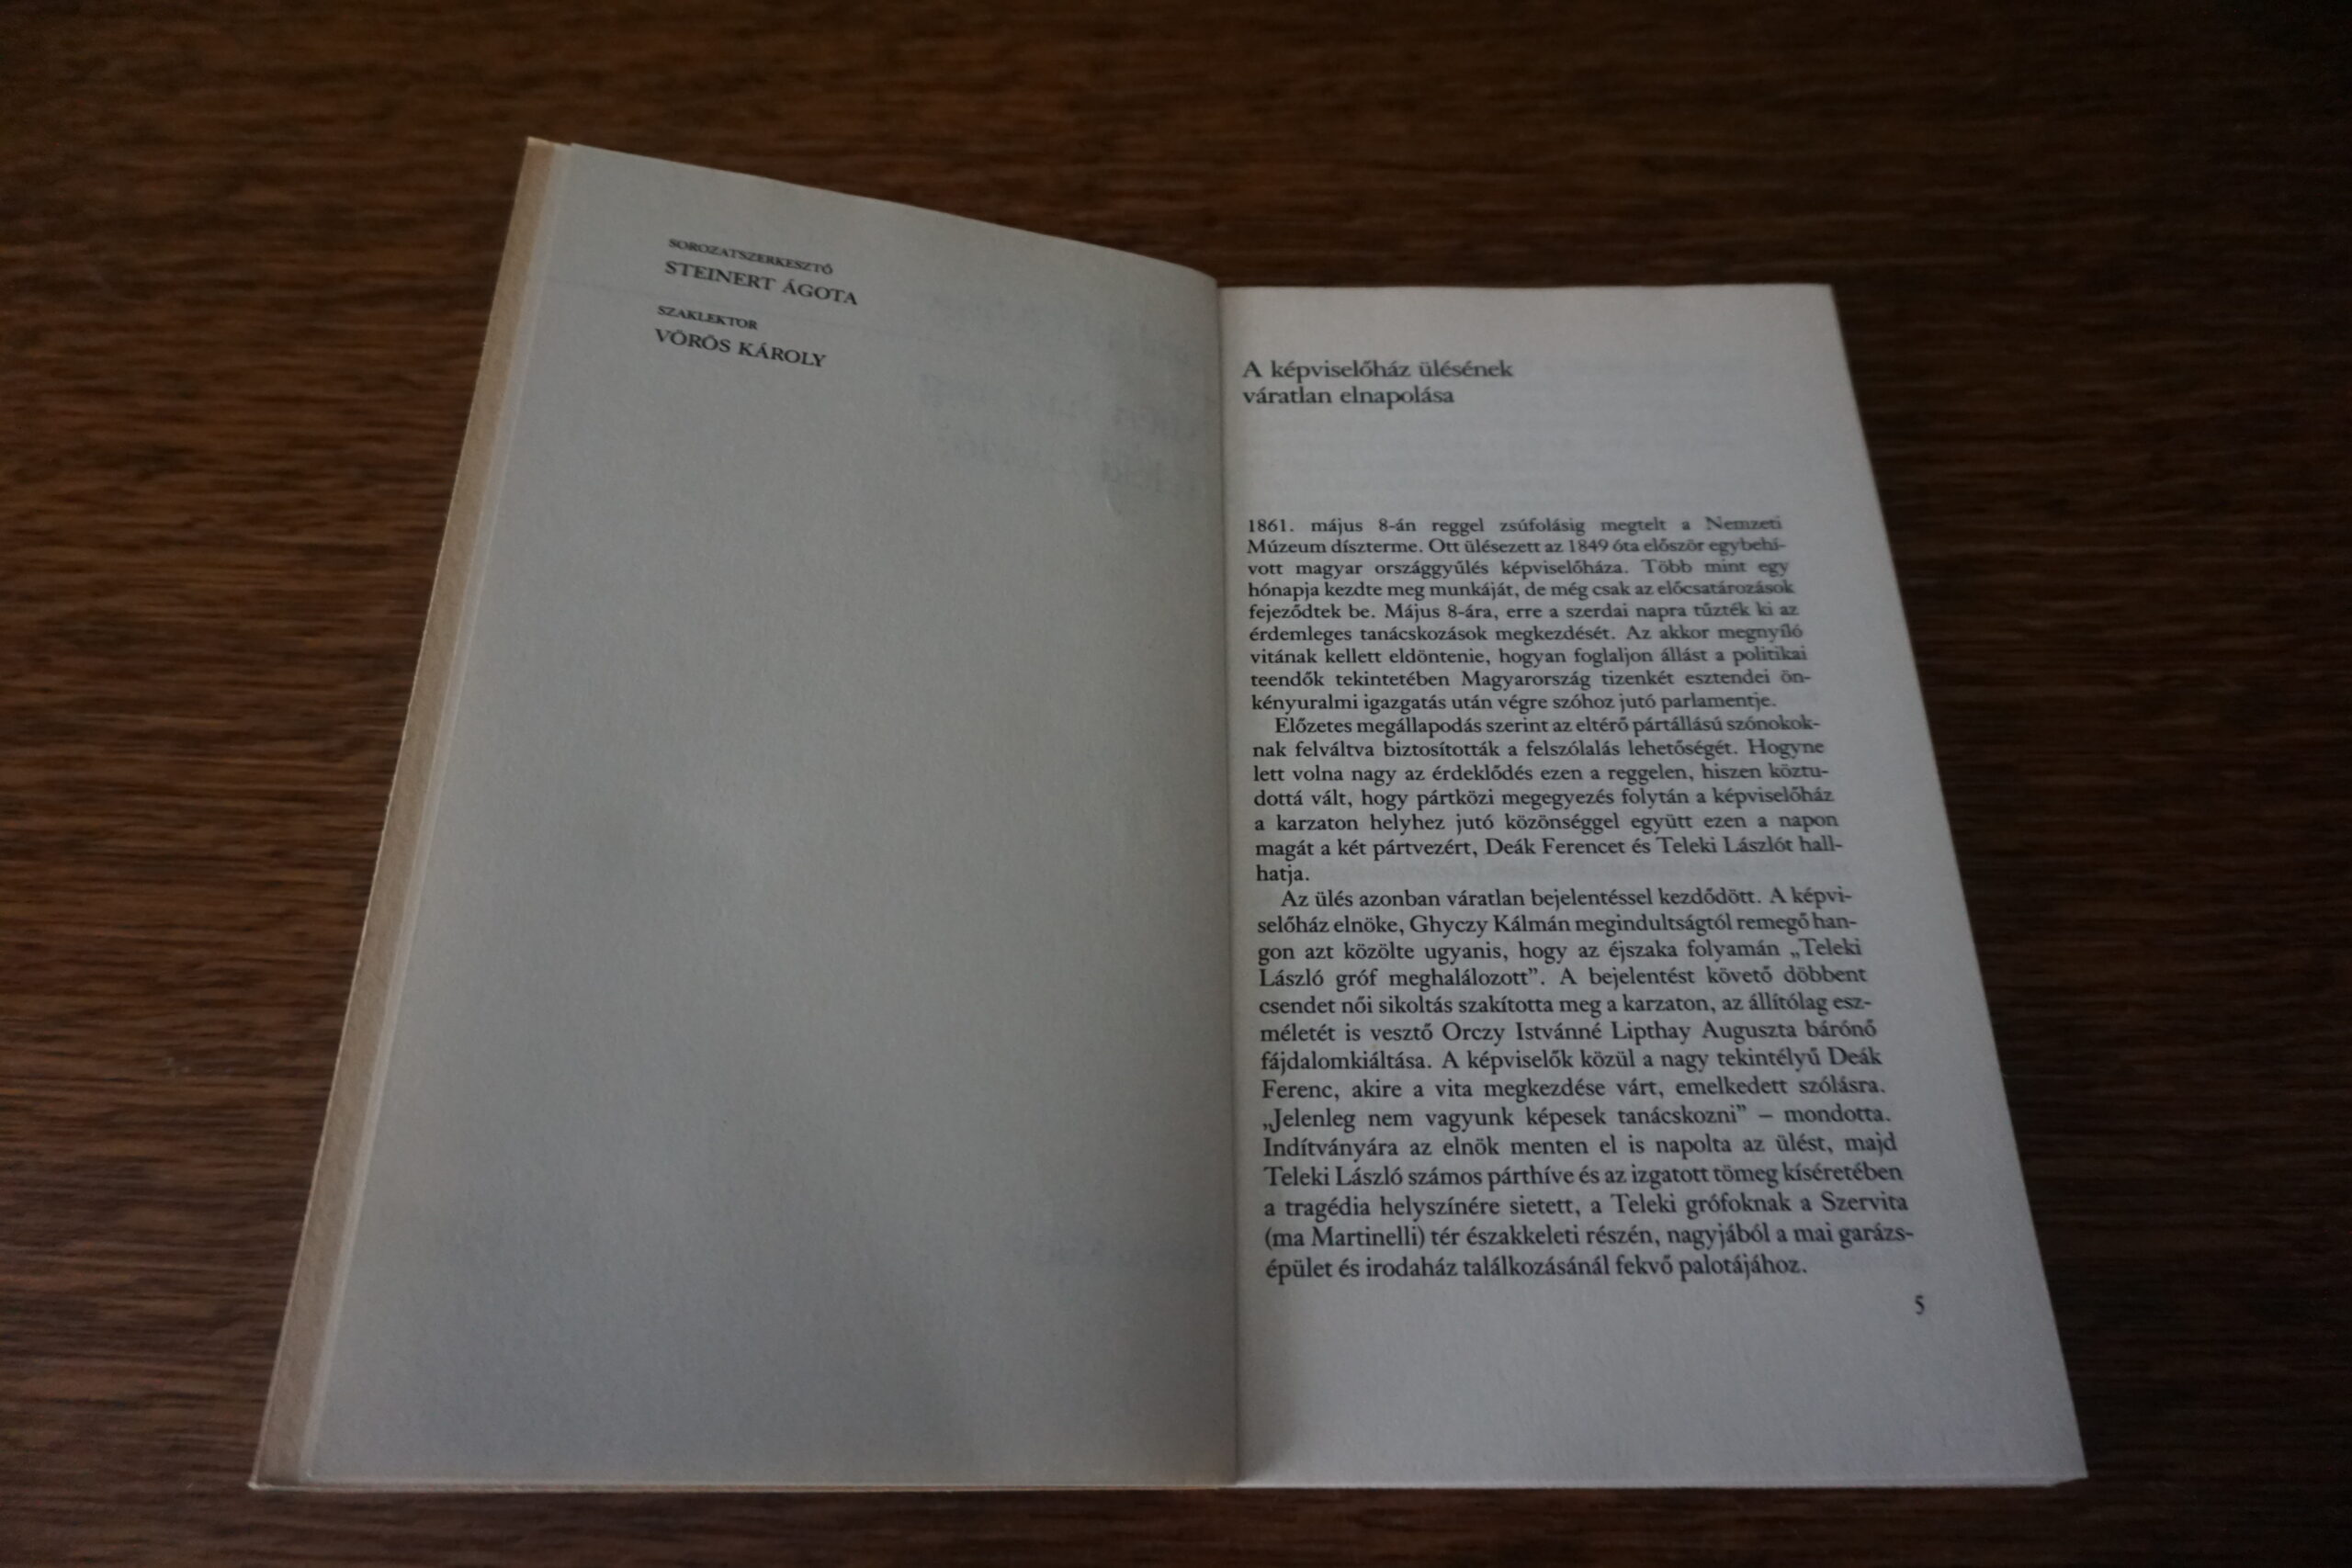 SOROZATSZERKESZTŐ
STEINERT ÁGOTA
SZAKLEKTOR
VÖRÖS KÁROLY
A képviselőház ülésének
váratlan elnapolása
1861. május 8-án reggel zsúfolásig megtelt a Nemzeti
Múzeum díszterme. Ott ülésezett az 1849 óta először egybehí-
vott magyar országgyűlés képviselőháza. Több mint egy
hónapja kezdte meg munkáját, de még csak az előcsatározások
fejeződtek be. Május 8-ára, erre a szerdai napra tűzték ki az
érdemleges tanácskozások megkezdését. Az akkor megnyíló
vitának kellett eldöntenie, hogyan foglaljon állást a politikai
teendők tekintetében Magyarország tizenkét esztendei ön-
kényuralmi igazgatás után végre szóhoz jutó parlamentje.
Előzetes megállapodás szerint az eltérő pártállású szónokok-
nak felváltva biztosították a felszólalás lehetőségét. Hogyne
lett volna nagy az érdeklődés ezen a reggelen, hiszen köztu-
dottá vált, hogy pártközi megegyezés folytán a képviselőház
a karzaton helyhez jutó közönséggel együtt ezen a napon
magát a két pártvezért, Deák Ferencet és Teleki Lászlót hall-
hatja.
Az ülés azonban váratlan bejelentéssel kezdődött. A képvi-
selőház elnöke, Ghyczy Kálmán megindultságtól remegő han-
gon azt közölte ugyanis, hogy az éjszaka folyamán „Teleki
László gróf meghalálozott”. A bejelentést követő döbbent
csendet női sikoltás szakította meg a karzaton, az állítólag esz-
méletét is vesztő Orczy Istvánné Lipthay Auguszta bárónő
fájdalomkiáltása. A képviselők közül a nagy tekintélyű Deák
Ferenc, akire a vita megkezdése várt, emelkedett szólásra.
„Jelenleg nem vagyunk képesek tanácskozni” – mondotta.
Indítványára az elnök menten el is napolta az ülést, majd
Teleki László számos párthíve és az izgatott tömeg kíséretében
a tragédia helyszínére sietett, a Teleki grófoknak a Szervita
(ma Martinelli) tér északkeleti részén, nagyjából a mai garázs-
épület és irodaház találkozásánál fekvő palotájához.
5